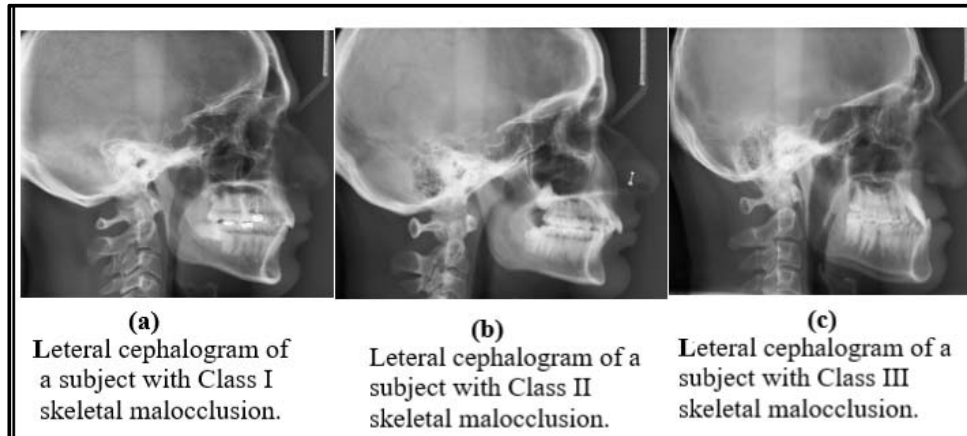 (a)
Leteral cephalogram of
a subject with Class I
skeletal malocclusion.
(b)
Leteral cephalogram of a
subject with Class II
skeletal malocclusion.
(c)
Leteral cephalogram of a
subject with Class III
skeletal malocclusion.